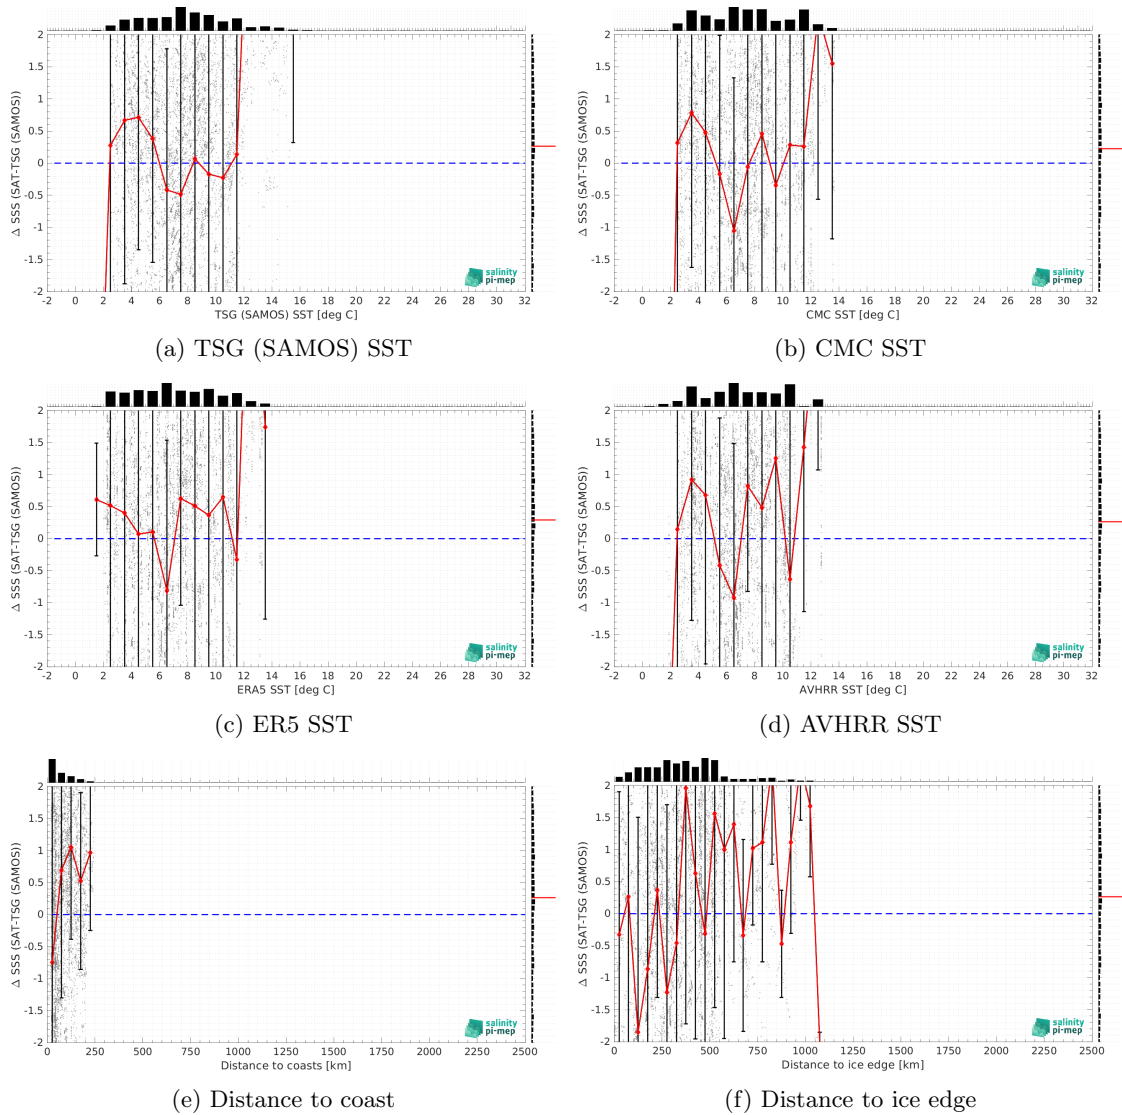 2
1.5
1
0.5
0
-0.5
-1
-1.5
-2
Δ SSS (SAT-TSG (SAMOS))
-2 0 2 4 6 8 10 12 14 16 18 20 22 24 26 28 30 32
TSG (SAMOS) SST [deg C]
salinity
pi-mep
(a) TSG (SAMOS) SST
2
1.5
1
0.5
0
-0.5
-1
-1.5
-2
Δ SSS (SAT-TSG (SAMOS))
-2 0 2 4 6 8 10 12 14 16 18 20 22 24 26 28 30 32
CMC SST [deg C]
salinity
pi-mep
(b) CMC SST
2
1.5
1
0.5
0
-0.5
-1
-1.5
-2
Δ SSS (SAT-TSG (SAMOS))
-2 0 2 4 6 8 10 12 14 16 18 20 22 24 26 28 30 32
ERA5 SST [deg C]
salinity
pi-mep
(c) ER5 SST
2
1.5
1
0.5
0
-0.5
-1
-1.5
-2
Δ SSS (SAT-TSG (SAMOS))
-2 0 2 4 6 8 10 12 14 16 18 20 22 24 26 28 30 32
AVHRR SST [deg C]
salinity
pi-mep
(d) AVHRR SST
2
1.5
1
0.5
0
-0.5
-1
-1.5
-2
Δ SSS (SAT-TSG (SAMOS))
0 250 500 750 1000 1250 1500 1750 2000 2250 2500
Distance to coasts [km]
salinity
pi-mep
(e) Distance to coast
2
1.5
1
0.5
0
-0.5
-1
-1.5
-2
Δ SSS (SAT-TSG (SAMOS))
0 250 500 750 1000 1250 1500 1750 2000 2250 2500
Distance to ice edge [km]
salinity
pi-mep
(f) Distance to ice edge